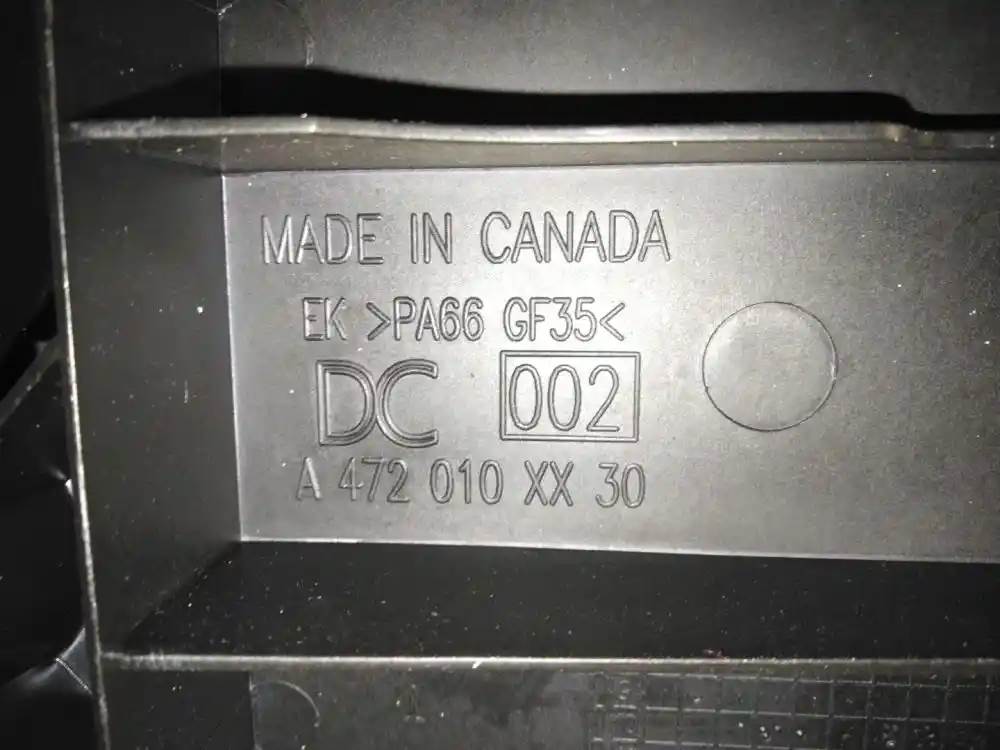 MADE IN CANADA
EK >PA66 GF35<
DC 002
A 472 010 XX 30